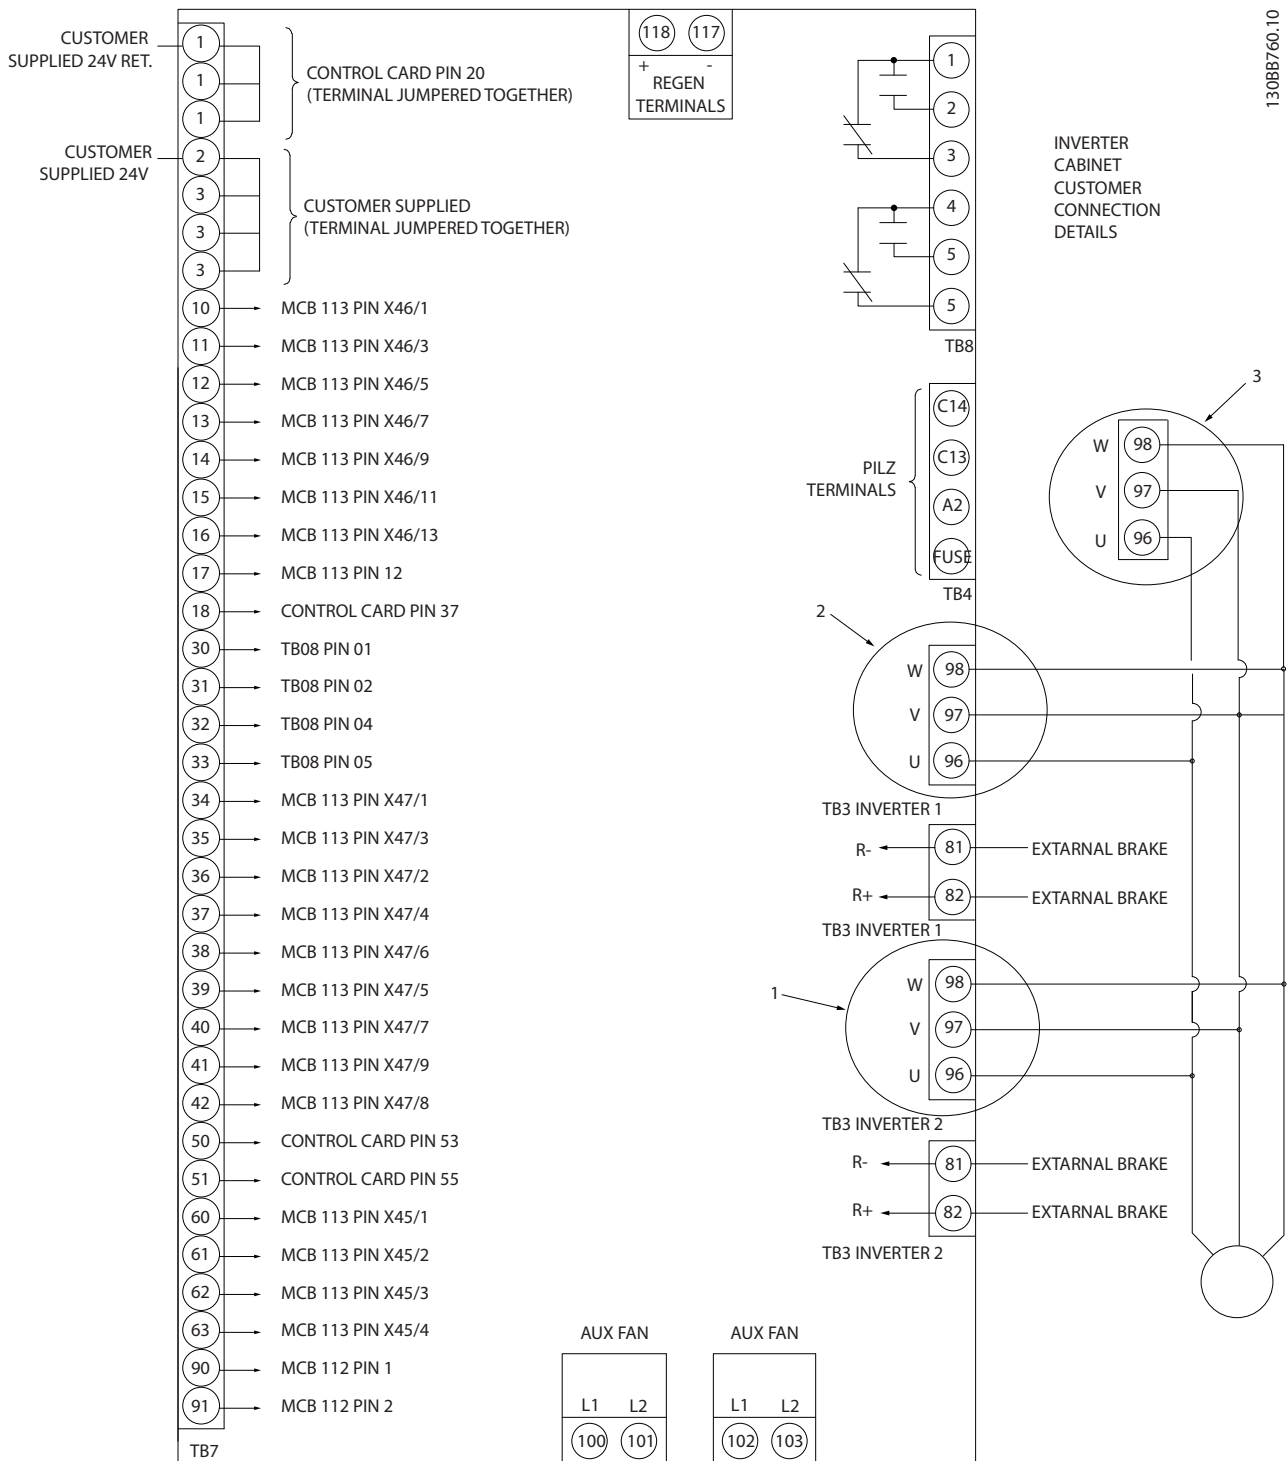 130BB760.10
CUSTOMER
SUPPLIED 24V RET.
1
1
1
CONTROL CARD PIN 20
(TERMINAL JUMPERED TOGETHER)
CUSTOMER
SUPPLIED 24V
2
3
3
3
CUSTOMER SUPPLIED
(TERMINAL JUMPERED TOGETHER)
10 MCB 113 PIN X46/1
11 MCB 113 PIN X46/3
12 MCB 113 PIN X46/5
13 MCB 113 PIN X46/7
14 MCB 113 PIN X46/9
15 MCB 113 PIN X46/11
16 MCB 113 PIN X46/13
17 MCB 113 PIN 12
18 CONTROL CARD PIN 37
30 TB08 PIN 01
31 TB08 PIN 02
32 TB08 PIN 04
33 TB08 PIN 05
34 MCB 113 PIN X47/1
35 MCB 113 PIN X47/3
36 MCB 113 PIN X47/2
37 MCB 113 PIN X47/4
38 MCB 113 PIN X47/6
39 MCB 113 PIN X47/5
40 MCB 113 PIN X47/7
41 MCB 113 PIN X47/9
42 MCB 113 PIN X47/8
50 CONTROL CARD PIN 53
51 CONTROL CARD PIN 55
60 MCB 113 PIN X45/1
61 MCB 113 PIN X45/2
62 MCB 113 PIN X45/3
63 MCB 113 PIN X45/4
90 MCB 112 PIN 1
91 MCB 112 PIN 2
TB7
118 117
+ -
REGEN
TERMINALS
1
2
3
4
5
5
TB8
INVERTER
CABINET
CUSTOMER
CONNECTION
DETAILS
PILZ
TERMINALS
C14
C13
A2
FUSE
TB4
3
W 98
V 97
U 96
2
W 98
V 97
U 96
TB3 INVERTER 1
R- 81 EXTARNAL BRAKE
R+ 82 EXTARNAL BRAKE
TB3 INVERTER 1
1
W 98
V 97
U 96
TB3 INVERTER 2
R- 81 EXTARNAL BRAKE
R+ 82 EXTARNAL BRAKE
TB3 INVERTER 2
AUX FAN
L1 L2
100 101
AUX FAN
L1 L2
102 103